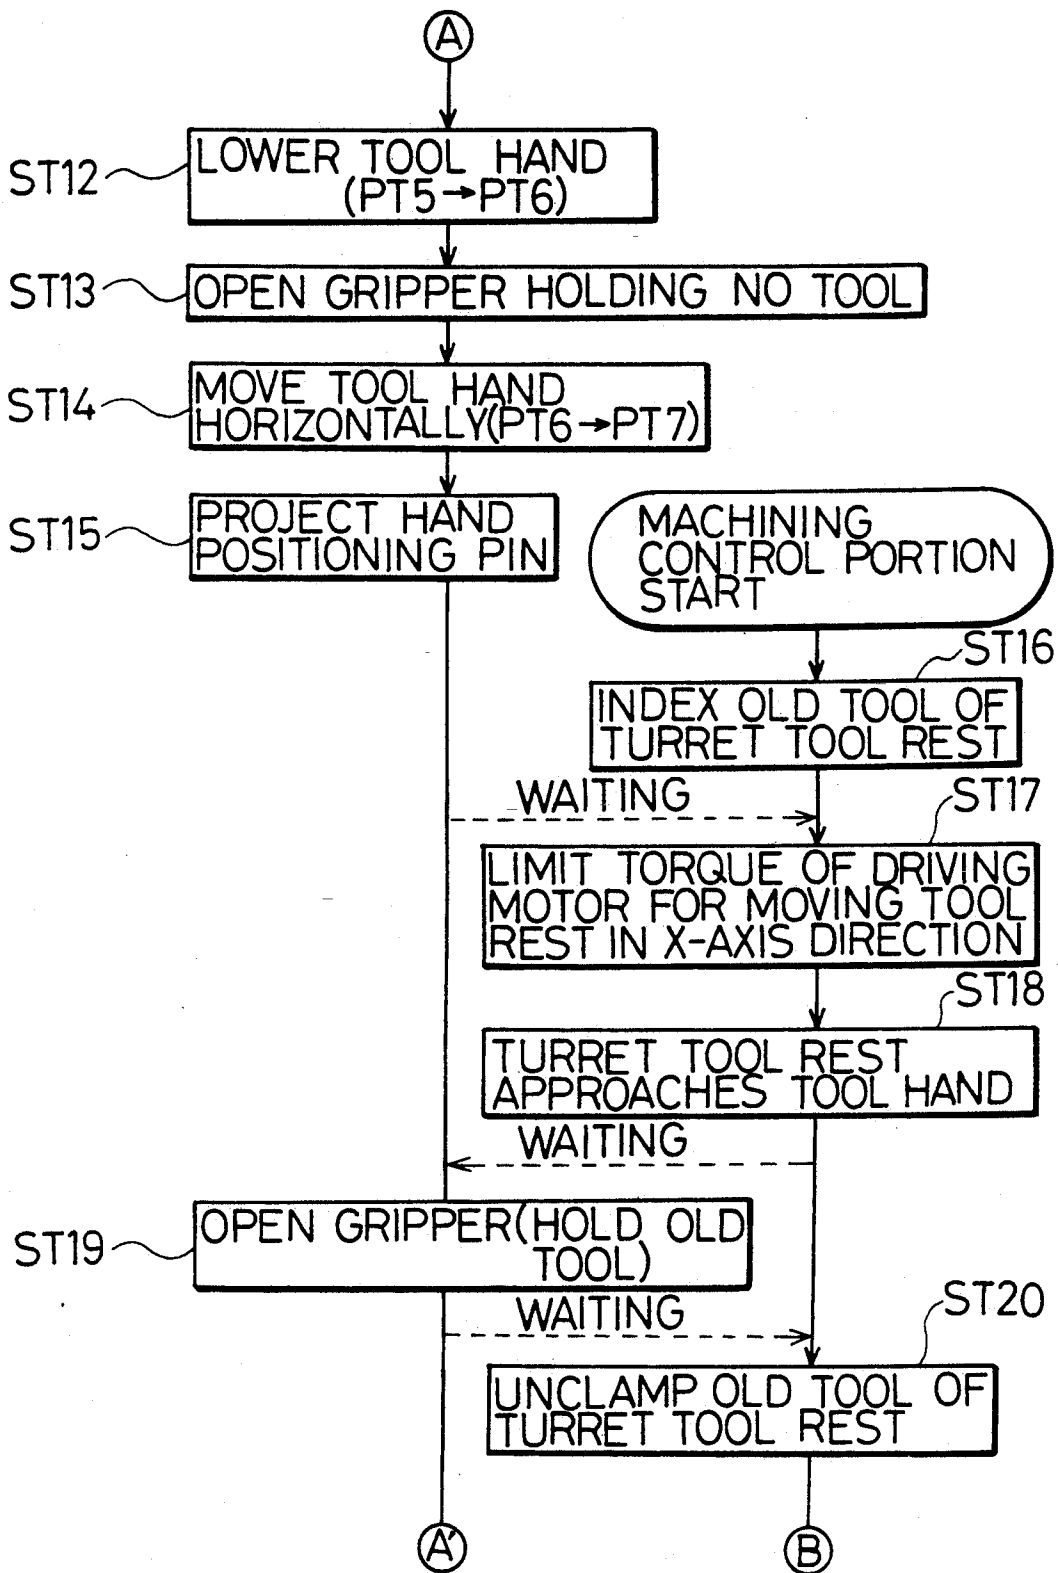 A
ST12
LOWER TOOL HAND
(PT5→PT6)
ST13
OPEN GRIPPER HOLDING NO TOOL
ST14
MOVE TOOL HAND
HORIZONTALLY(PT6→PT7)
ST15
PROJECT HAND
POSITIONING PIN
MACHINING
CONTROL PORTION
START
ST16
INDEX OLD TOOL OF
TURRET TOOL REST
WAITING
ST17
LIMIT TORQUE OF DRIVING
MOTOR FOR MOVING TOOL
REST IN X-AXIS DIRECTION
ST18
TURRET TOOL REST
APPROACHES TOOL HAND
WAITING
ST19
OPEN GRIPPER(HOLD OLD
TOOL)
WAITING
ST20
UNCLAMP OLD TOOL OF
TURRET TOOL REST
A'
B